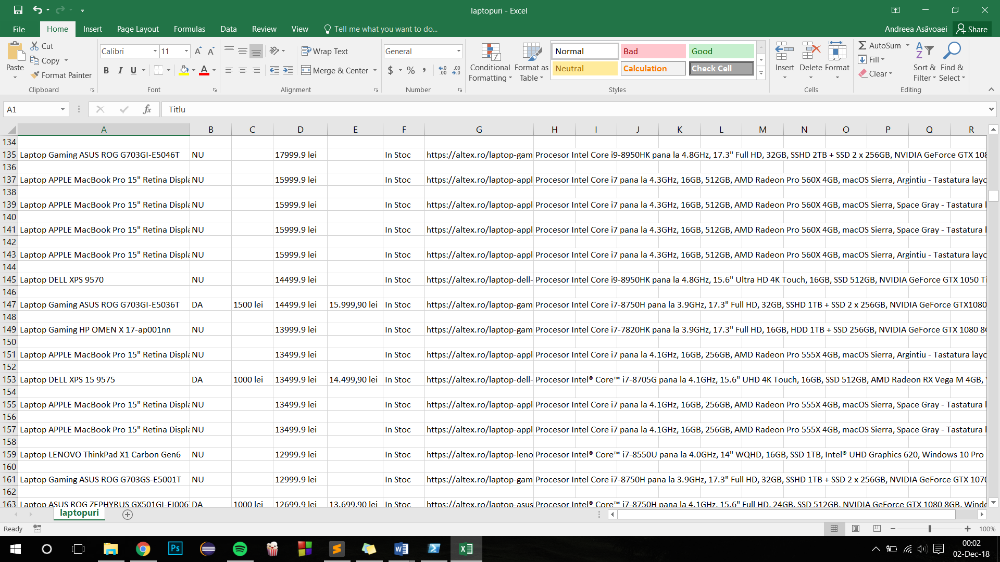 laptopuri - Excel
File Home Insert Page Layout Formulas Data Review View Tell me what you want to do... Andreea Asăvoaei Share
Paste Cut Copy Format Painter Clipboard
Calibri 11 B I U A Font
Wrap Text Merge & Center Alignment
General $ % , Number
Conditional Formatting Format as Table
Normal Bad Good
Neutral Calculation Check Cell
Styles
Insert Delete Format Cells
AutoSum Fill Clear Sort & Filter Find & Select Editing
A1 fx Titlu
A B C D E F G H I J K L M N O P Q R
134
135 Laptop Gaming ASUS ROG G703GI-E5046T NU 17999.9 lei In Stoc https://altex.ro/laptop-gam Procesor Intel Core i9-8950HK pana la 4.8GHz, 17.3" Full HD, 32GB, SSHD 2TB + SSD 2 x 256GB, NVIDIA GeForce GTX 108
136
137 Laptop APPLE MacBook Pro 15" Retina Displa NU 15999.9 lei In Stoc https://altex.ro/laptop-appl Procesor Intel Core i7 pana la 4.3GHz, 16GB, 512GB, AMD Radeon Pro 560X 4GB, macOS Sierra, Argintiu - Tastatura layo
138
139 Laptop APPLE MacBook Pro 15" Retina Displa NU 15999.9 lei In Stoc https://altex.ro/laptop-appl Procesor Intel Core i7 pana la 4.3GHz, 16GB, 512GB, AMD Radeon Pro 560X 4GB, macOS Sierra, Space Gray - Tastatura l
140
141 Laptop APPLE MacBook Pro 15" Retina Displa NU 15999.9 lei In Stoc https://altex.ro/laptop-appl Procesor Intel Core i7 pana la 4.3GHz, 16GB, 512GB, AMD Radeon Pro 560X 4GB, macOS Sierra, Space Gray - Tastatura l
142
143 Laptop APPLE MacBook Pro 15" Retina Displa NU 15999.9 lei In Stoc https://altex.ro/laptop-appl Procesor Intel Core i7 pana la 4.3GHz, 16GB, 512GB, AMD Radeon Pro 560X 4GB, macOS Sierra, Argintiu - Tastatura layo
144
145 Laptop DELL XPS 9570 NU 14499.9 lei In Stoc https://altex.ro/laptop-dell- Procesor Intel Core i9-8950HK pana la 4.8GHz, 15.6" Ultra HD 4K Touch, 16GB, SSD 512GB, NVIDIA GeForce GTX 1050 Ti
146
147 Laptop Gaming ASUS ROG G703GI-E5036T DA 1500 lei 14499.9 lei 15.999,90 lei In Stoc https://altex.ro/laptop-gam Procesor Intel Core i7-8750H pana la 3.9GHz, 17.3" Full HD, 32GB, SSHD 1TB + SSD 2 x 256GB, NVIDIA GeForce GTX1080
148
149 Laptop Gaming HP OMEN X 17-ap001nn NU 13999.9 lei In Stoc https://altex.ro/laptop-gam Procesor Intel Core i7-7820HK pana la 3.9GHz, 17.3" Full HD, 16GB, HDD 1TB + SSD 256GB, NVIDIA GeForce GTX 1080 8G
150
151 Laptop APPLE MacBook Pro 15" Retina Displa NU 13499.9 lei In Stoc https://altex.ro/laptop-appl Procesor Intel Core i7 pana la 4.1GHz, 16GB, 256GB, AMD Radeon Pro 555X 4GB, macOS Sierra, Argintiu - Tastatura layo
152
153 Laptop DELL XPS 15 9575 DA 1000 lei 13499.9 lei 14.499,90 lei In Stoc https://altex.ro/laptop-dell- Procesor Intel® Core™ i7-8705G pana la 4.1GHz, 15.6" UHD 4K Touch, 16GB, SSD 512GB, AMD Radeon RX Vega M 4GB,
154
155 Laptop APPLE MacBook Pro 15" Retina Displa NU 13499.9 lei In Stoc https://altex.ro/laptop-appl Procesor Intel Core i7 pana la 4.1GHz, 16GB, 256GB, AMD Radeon Pro 555X 4GB, macOS Sierra, Space Gray - Tastatura l
156
157 Laptop APPLE MacBook Pro 15" Retina Displa NU 13499.9 lei In Stoc https://altex.ro/laptop-appl Procesor Intel Core i7 pana la 4.1GHz, 16GB, 256GB, AMD Radeon Pro 555X 4GB, macOS Sierra, Space Gray - Tastatura l
158
159 Laptop LENOVO ThinkPad X1 Carbon Gen6 NU 12999.9 lei In Stoc https://altex.ro/laptop-leno Procesor Intel® Core™ i7-8550U pana la 4.0GHz, 14" WQHD, 16GB, SSD 1TB, Intel® UHD Graphics 620, Windows 10 Pro
160
161 Laptop Gaming ASUS ROG G703GS-E5001T NU 12999.9 lei In Stoc https://altex.ro/laptop-gam Procesor Intel Core i7-8750H pana la 3.9GHz, 17.3" Full HD, 32GB, SSHD 1TB + SSD 2 x 256GB, NVIDIA GeForce GTX 1070
162
163 Laptop ASUS ROG ZEPHYRUS GX501GI-EI006T DA 1000 lei 12699.9 lei 13.699,90 lei In Stoc https://altex.ro/laptop-asus Procesor Intel® Core™ i7-8750H pana la 4.1GHz, 15.6" Full HD, 24GB, SSD 512GB, NVIDIA GeForce GTX 1080 8GB, Windo
laptopuri
Ready 100%
Ps 00:02
02-Dec-18